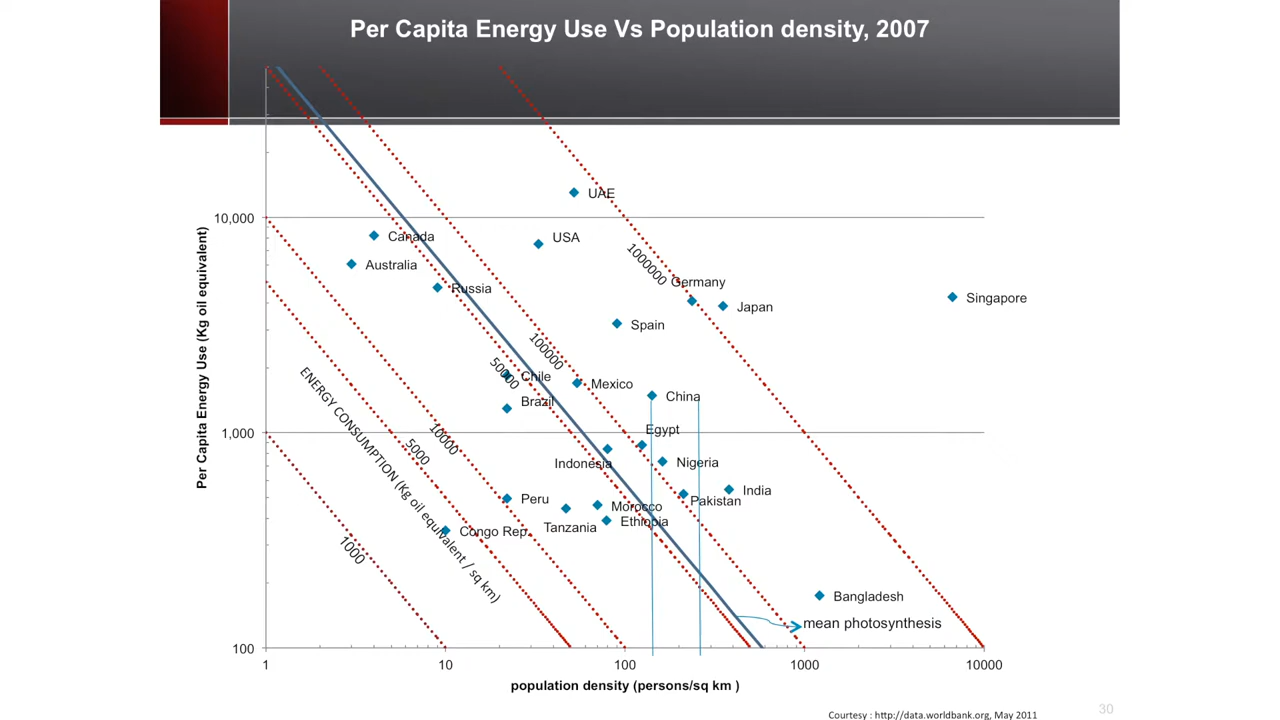 Per Capita Energy Use Vs Population density, 2007
Per Capita Energy Use (Kg oil equivalent)
10,000
1,000
100
UAE
USA
Canada
Australia
Russia
1000000
Germany
Japan
Singapore
Spain
100000
50000
Chile
Mexico
China
Brazil
ENERGY CONSUMPTION (Kg oil equivalent / sq km)
5000
10000
Egypt
Indonesia
Nigeria
India
Pakistan
Peru
Morocco
Tanzania
Ethiopia
Congo Rep.
1000
Bangladesh
mean photosynthesis
1
10
100
1000
10000
population density (persons/sq km )
Courtesy : http://data.worldbank.org, May 2011
30